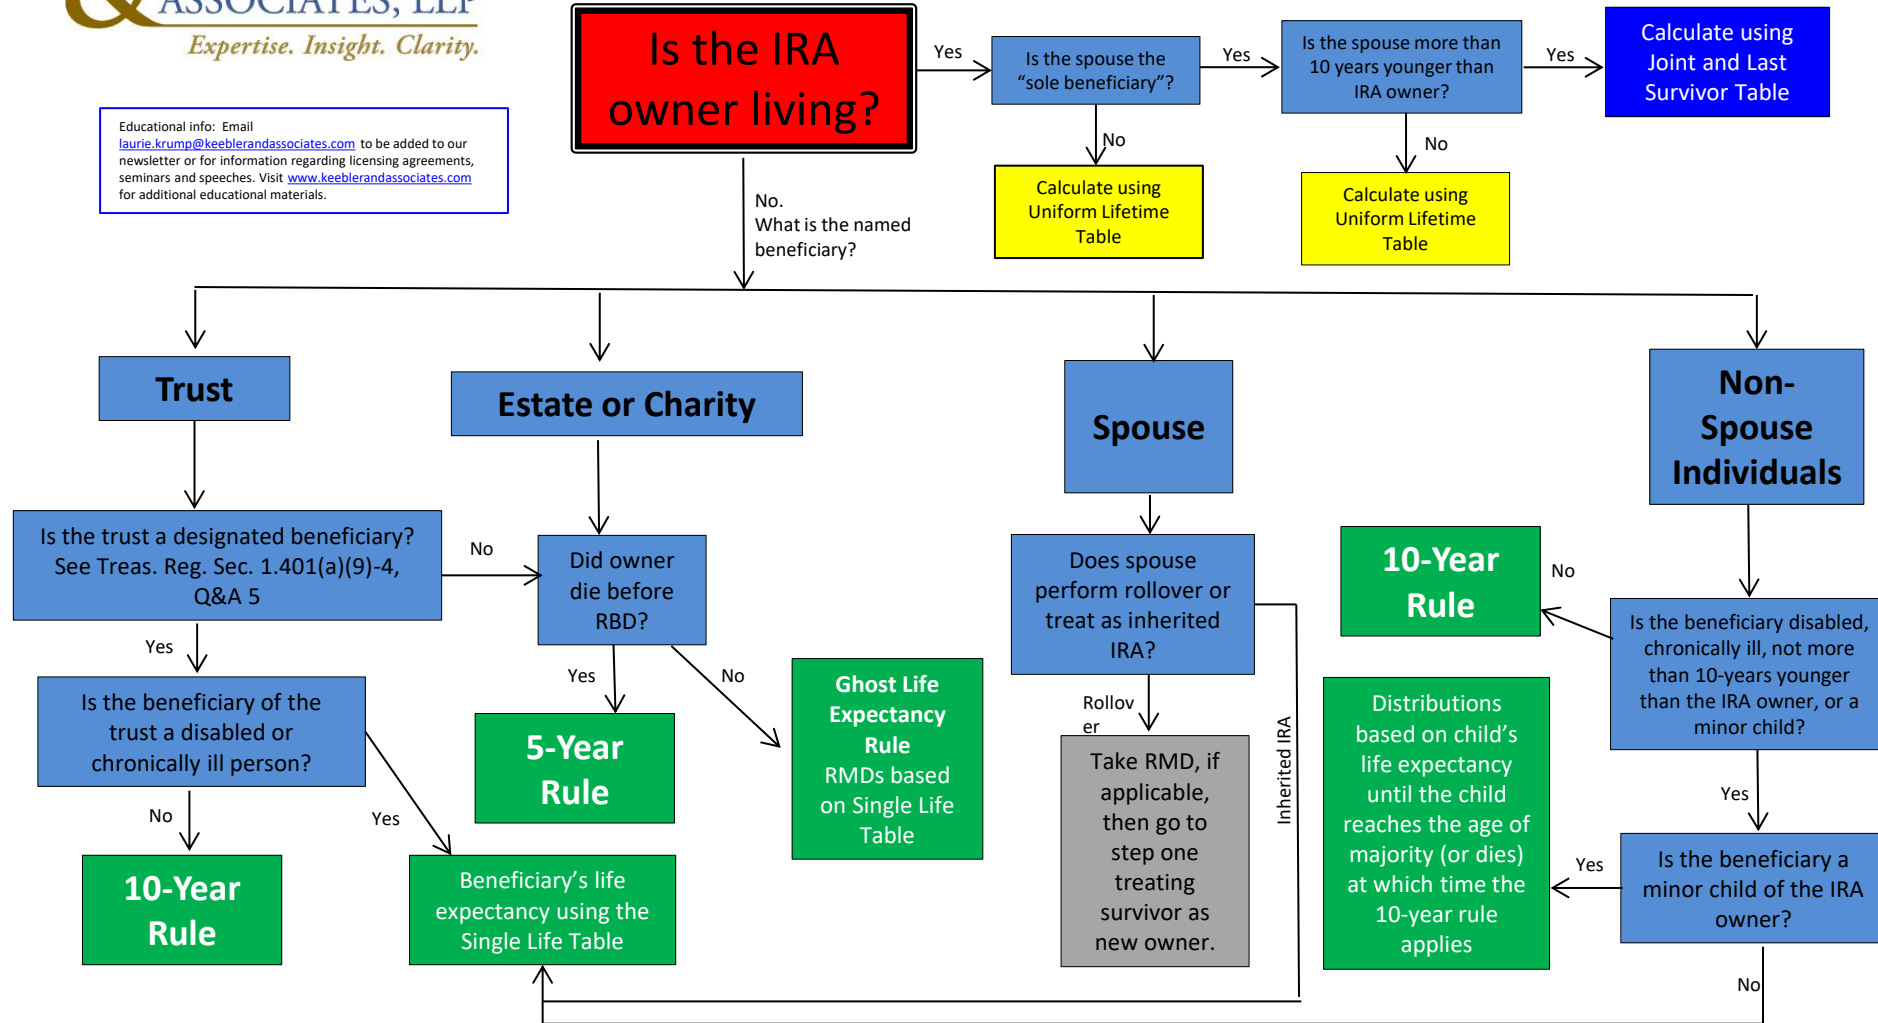 & ASSOCIATES, LLP
Expertise. Insight. Clarity.
Educational info: Email
laurie.krump@keeblerandassociates.com to be added to our
newsletter or for information regarding licensing agreements,
seminars and speeches. Visit www.keeblerandassociates.com
for additional educational materials.
Is the IRA
owner living?
Yes
Is the spouse the
“sole beneficiary”?
Yes
Is the spouse more than
10 years younger than
IRA owner?
Yes
Calculate using
Joint and Last
Survivor Table
No
Calculate using
Uniform Lifetime
Table
No
Calculate using
Uniform Lifetime
Table
No.
What is the named
beneficiary?
Trust
Estate or Charity
Spouse
Non-
Spouse
Individuals
Is the trust a designated beneficiary?
See Treas. Reg. Sec. 1.401(a)(9)-4,
Q&A 5
No
Yes
Is the beneficiary of the
trust a disabled or
chronically ill person?
No
Yes
10-Year
Rule
Beneficiary’s life
expectancy using the
Single Life Table
Did owner
die before
RBD?
Yes
No
5-Year
Rule
Ghost Life
Expectancy
Rule
RMDs based
on Single Life
Table
Does spouse
perform rollover or
treat as inherited
IRA?
Rollov
er
Inherited IRA
Take RMD, if
applicable,
then go to
step one
treating
survivor as
new owner.
10-Year
Rule
No
Is the beneficiary disabled,
chronically ill, not more
than 10-years younger
than the IRA owner, or a
minor child?
Yes
Distributions
based on child’s
life expectancy
until the child
reaches the age of
majority (or dies)
at which time the
10-year rule
applies
Yes
Is the beneficiary a
minor child of the IRA
owner?
No